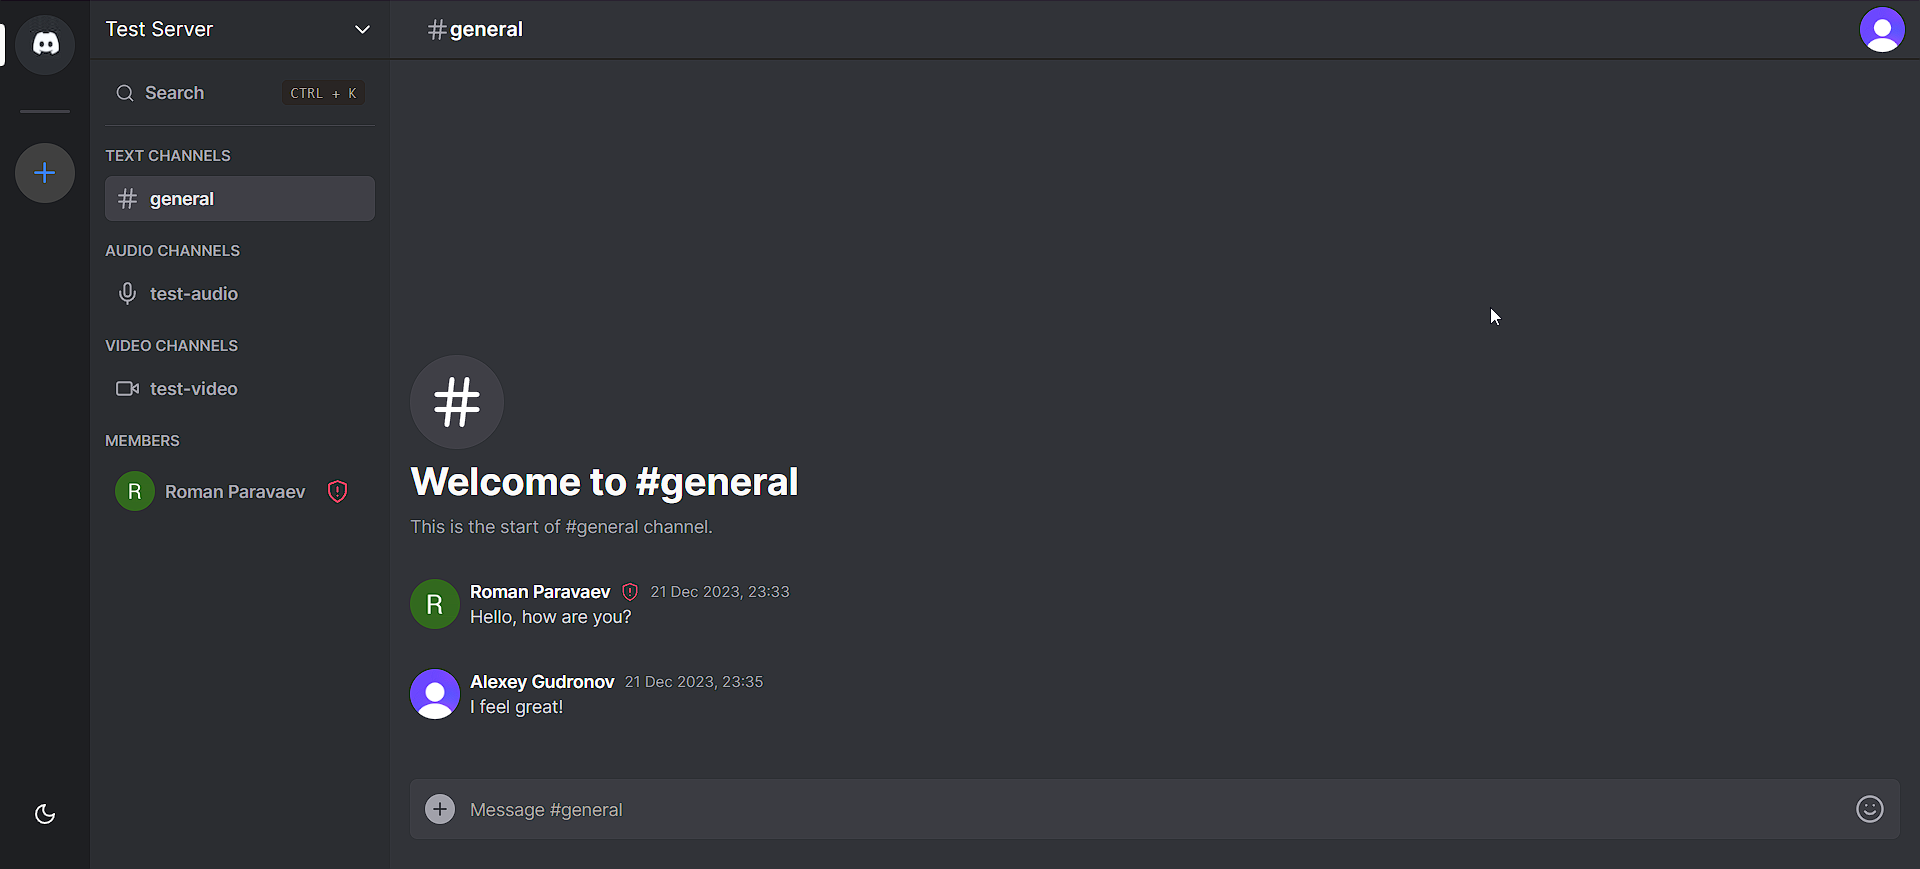 Test Server
Search CTRL + K
TEXT CHANNELS
# general
AUDIO CHANNELS
test-audio
VIDEO CHANNELS
test-video
MEMBERS
R Roman Paravaev
#general
#
Welcome to #general
This is the start of #general channel.
R
Roman Paravaev 21 Dec 2023, 23:33
Hello, how are you?
Alexey Gudronov 21 Dec 2023, 23:35
I feel great!
Message #general